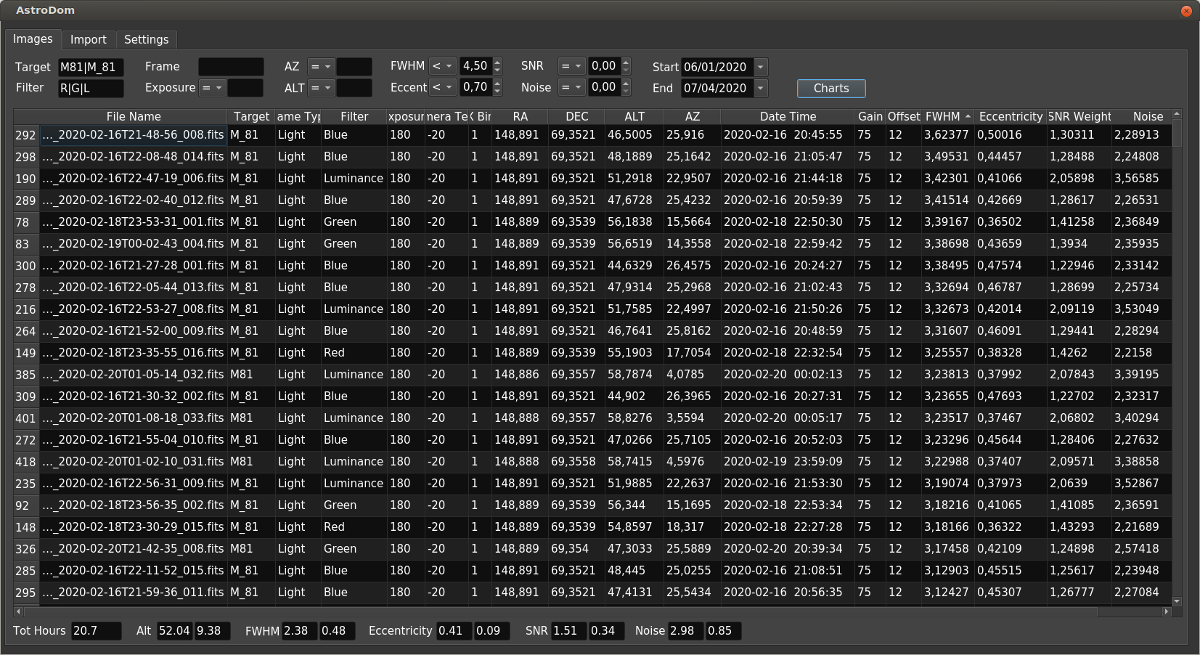 AstroDom
Images Import Settings
Target M81|M_81 Frame AZ = FWHM < 4,50 SNR = 0,00 Start 06/01/2020
Filter R|G|L Exposure = ALT = Eccent < 0,70 Noise = 0,00 End 07/04/2020 Charts
File Name Target ame Typ Filter xposur nera Te Bir RA DEC ALT AZ Date Time Gain Offset FWHM Eccentricity SNR Weight Noise
292 ..._2020-02-16T21-48-56_008.fits M_81 Light Blue 180 -20 1 148,891 69,3521 46,5005 25,916 2020-02-16 20:45:55 75 12 3,62377 0,50016 1,30311 2,28913
298 ..._2020-02-16T22-08-48_014.fits M_81 Light Blue 180 -20 1 148,891 69,3521 48,1889 25,1642 2020-02-16 21:05:47 75 12 3,49531 0,44457 1,28488 2,24808
190 ..._2020-02-16T22-47-19_006.fits M_81 Light Luminance 180 -20 1 148,891 69,3521 51,2918 22,9507 2020-02-16 21:44:18 75 12 3,42301 0,41066 2,05898 3,56585
289 ..._2020-02-16T22-02-40_012.fits M_81 Light Blue 180 -20 1 148,891 69,3521 47,6728 25,4232 2020-02-16 20:59:39 75 12 3,41514 0,42669 1,28617 2,26531
78 ..._2020-02-18T23-53-31_001.fits M_81 Light Green 180 -20 1 148,889 69,3539 56,1838 15,5664 2020-02-18 22:50:30 75 12 3,39167 0,36502 1,41258 2,36849
83 ..._2020-02-19T00-02-43_004.fits M_81 Light Green 180 -20 1 148,889 69,3539 56,6519 14,3558 2020-02-18 22:59:42 75 12 3,38698 0,43659 1,3934 2,35935
300 ..._2020-02-16T21-27-28_001.fits M_81 Light Blue 180 -20 1 148,891 69,3521 44,6329 26,4575 2020-02-16 20:24:27 75 12 3,38495 0,47574 1,22946 2,33142
278 ..._2020-02-16T22-05-44_013.fits M_81 Light Blue 180 -20 1 148,891 69,3521 47,9314 25,2968 2020-02-16 21:02:43 75 12 3,32694 0,46787 1,28699 2,25734
216 ..._2020-02-16T22-53-27_008.fits M_81 Light Luminance 180 -20 1 148,891 69,3521 51,7585 22,4997 2020-02-16 21:50:26 75 12 3,32673 0,42014 2,09119 3,53049
264 ..._2020-02-16T21-52-00_009.fits M_81 Light Blue 180 -20 1 148,891 69,3521 46,7641 25,8162 2020-02-16 20:48:59 75 12 3,31607 0,46091 1,29441 2,28294
149 ..._2020-02-18T23-35-55_016.fits M_81 Light Red 180 -20 1 148,889 69,3539 55,1903 17,7054 2020-02-18 22:32:54 75 12 3,25557 0,38328 1,4262 2,2158
385 ..._2020-02-20T01-05-14_032.fits M81 Light Luminance 180 -20 1 148,886 69,3557 58,7874 4,0785 2020-02-20 00:02:13 75 12 3,23813 0,37992 2,07843 3,39195
309 ..._2020-02-16T21-30-32_002.fits M_81 Light Blue 180 -20 1 148,891 69,3521 44,902 26,3965 2020-02-16 20:27:31 75 12 3,23655 0,47693 1,22702 2,32317
401 ..._2020-02-20T01-08-18_033.fits M81 Light Luminance 180 -20 1 148,888 69,3557 58,8276 3,5594 2020-02-20 00:05:17 75 12 3,23517 0,37467 2,06802 3,40294
272 ..._2020-02-16T21-55-04_010.fits M_81 Light Blue 180 -20 1 148,891 69,3521 47,0266 25,7105 2020-02-16 20:52:03 75 12 3,23296 0,45644 1,28406 2,27632
418 ..._2020-02-20T01-02-10_031.fits M81 Light Luminance 180 -20 1 148,888 69,3558 58,7415 4,5976 2020-02-19 23:59:09 75 12 3,22988 0,37407 2,09571 3,38858
235 ..._2020-02-16T22-56-31_009.fits M_81 Light Luminance 180 -20 1 148,891 69,3521 51,9885 22,2637 2020-02-16 21:53:30 75 12 3,19074 0,37973 2,0639 3,52867
92 ..._2020-02-18T23-56-35_002.fits M_81 Light Green 180 -20 1 148,889 69,3539 56,344 15,1695 2020-02-18 22:53:34 75 12 3,18216 0,41065 1,41085 2,36591
148 ..._2020-02-18T23-30-29_015.fits M_81 Light Red 180 -20 1 148,889 69,3539 54,8597 18,317 2020-02-18 22:27:28 75 12 3,18166 0,36322 1,43293 2,21689
326 ..._2020-02-20T21-42-35_008.fits M81 Light Green 180 -20 1 148,889 69,354 47,3033 25,5889 2020-02-20 20:39:34 75 12 3,17458 0,42109 1,24898 2,57418
285 ..._2020-02-16T22-11-52_015.fits M_81 Light Blue 180 -20 1 148,891 69,3521 48,445 25,0255 2020-02-16 21:08:51 75 12 3,12903 0,45515 1,25617 2,23948
295 ..._2020-02-16T21-59-36_011.fits M_81 Light Blue 180 -20 1 148,891 69,3521 47,4131 25,5434 2020-02-16 20:56:35 75 12 3,12427 0,45307 1,26777 2,27084
Tot Hours 20.7 Alt 52.04 9.38 FWHM 2.38 0.48 Eccentricity 0.41 0.09 SNR 1.51 0.34 Noise 2.98 0.85